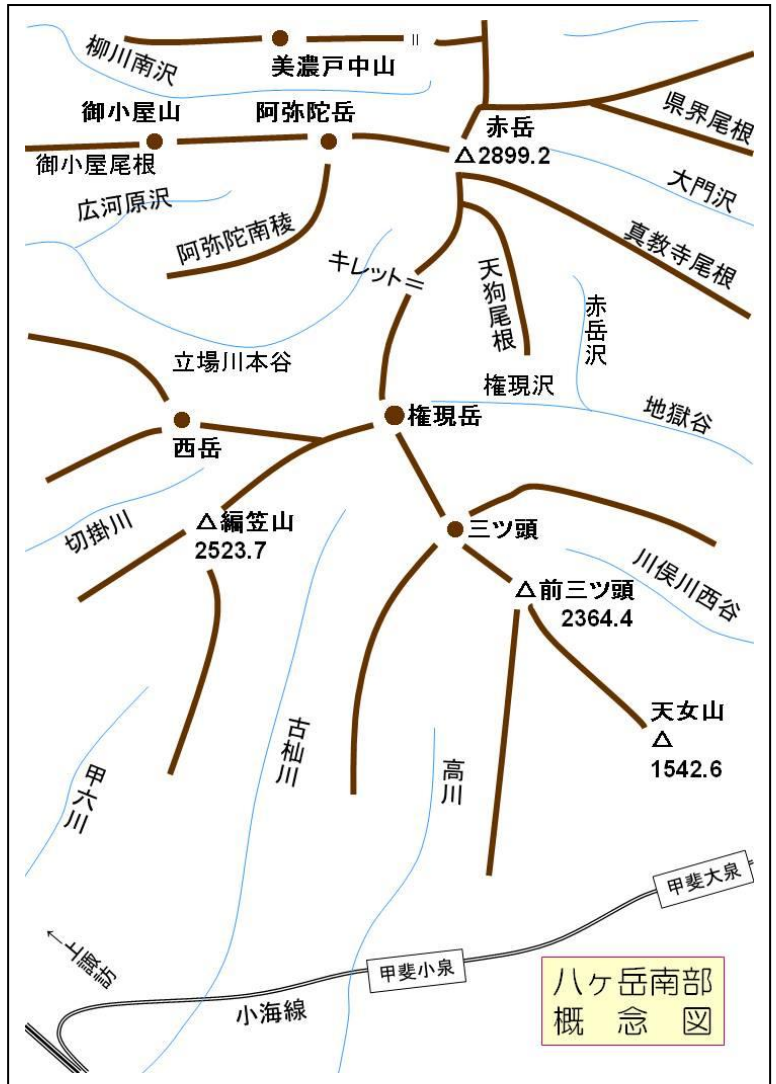 柳川南沢
美濃戸中山
御小屋山
阿弥陀岳
赤岳
△2899.2
県界尾根
御小屋尾根
大門沢
広河原沢
阿弥陀南稜
真教寺尾根
キレット
天狗尾根
赤岳沢
立場川本谷
権現沢
権現岳
地獄谷
西岳
切掛川
△編笠山
2523.7
三ツ頭
川俣川西谷
△前三ツ頭
2364.4
天女山
△
1542.6
古杣川
高川
甲六川
甲斐大泉
←上諏訪
甲斐小泉
小海線
八ヶ岳南部
概念図